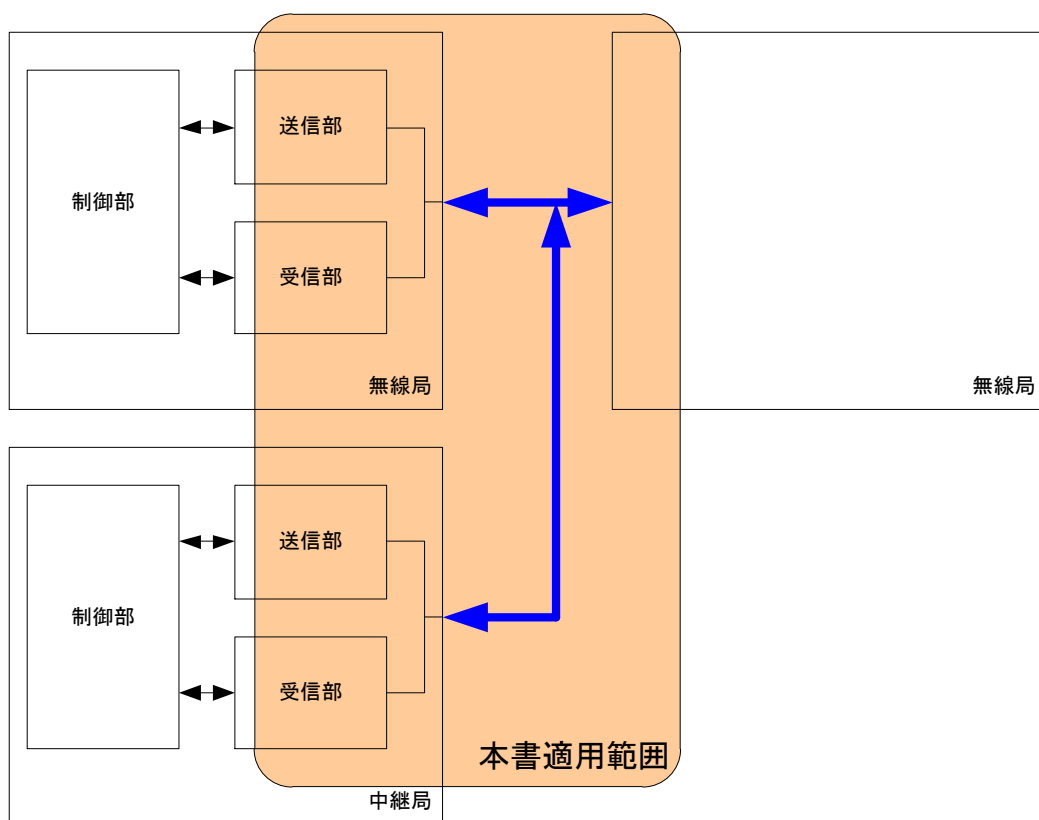 送信部
制御部
受信部
無線局
無線局
送信部
制御部
受信部
本書適用範囲
中継局